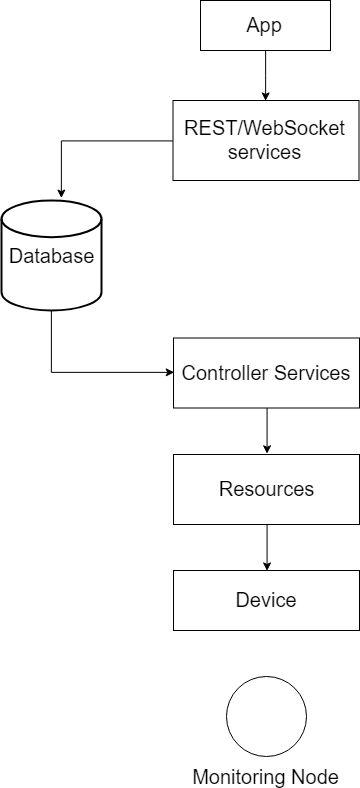 App
REST/WebSocket
services
Database
Controller Services
Resources
Device
Monitoring Node